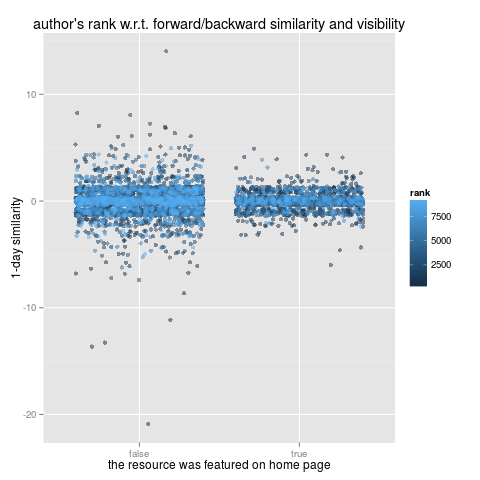 author's rank w.r.t. forward/backward similarity and visibility
10
0
-10
-20
1-day similarity
false
true
the resource was featured on home page
rank
7500
5000
2500